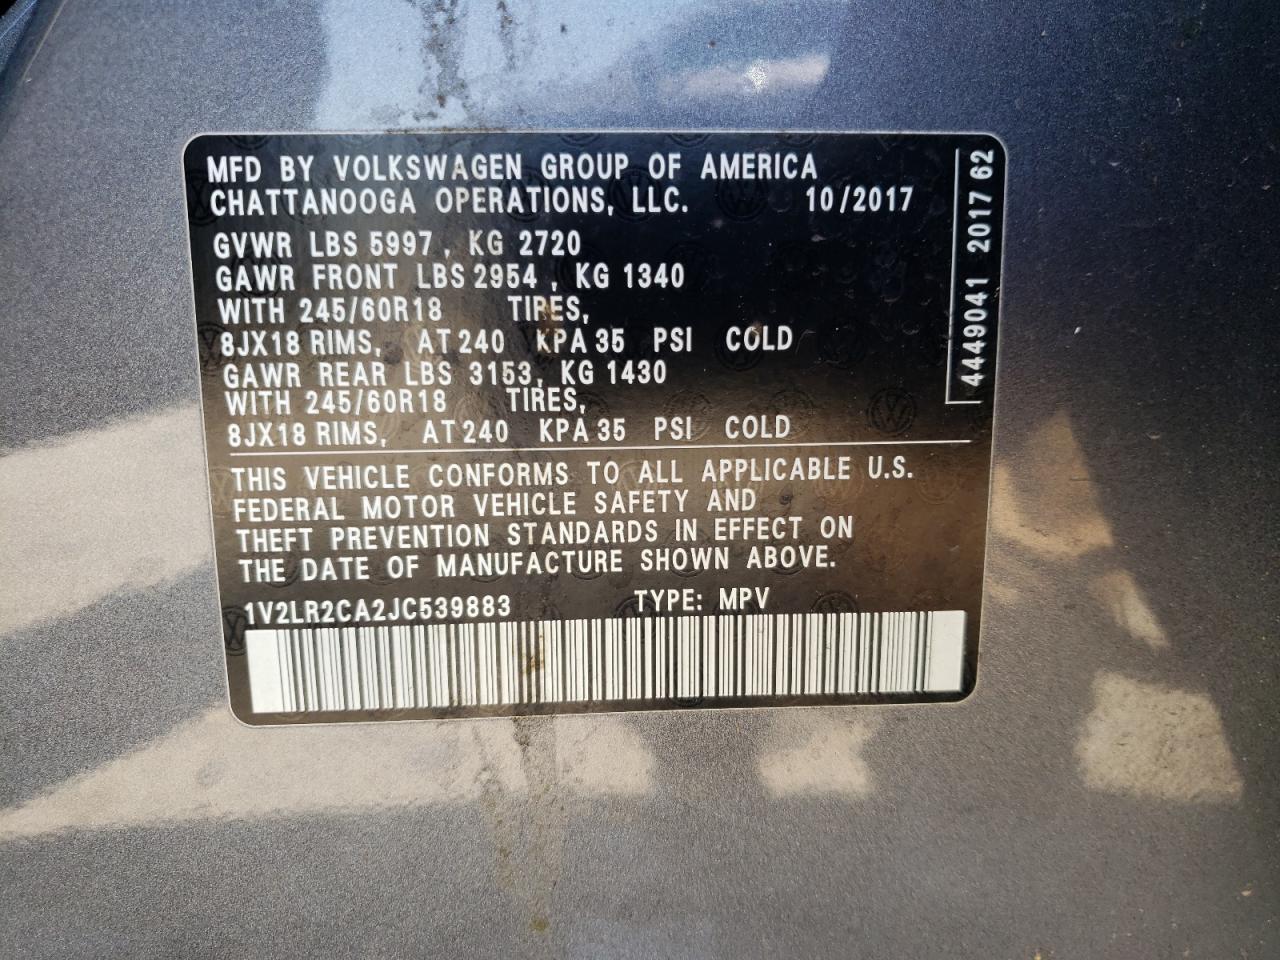 MFD BY VOLKSWAGEN GROUP OF AMERICA
CHATTANOOGA OPERATIONS, LLC. 10/2017
GVWR LBS 5997, KG 2720
GAWR FRONT LBS 2954, KG 1340
WITH 245/60R18 TIRES,
8JX18 RIMS, AT 240 KPA 35 PSI COLD
GAWR REAR LBS 3153, KG 1430
WITH 245/60R18 TIRES,
8JX18 RIMS, AT 240 KPA 35 PSI COLD
THIS VEHICLE CONFORMS TO ALL APPLICABLE U.S.
FEDERAL MOTOR VEHICLE SAFETY AND
THEFT PREVENTION STANDARDS IN EFFECT ON
THE DATE OF MANUFACTURE SHOWN ABOVE.
1V2LR2CA2JC539883 TYPE: MPV
4449041 2017 62